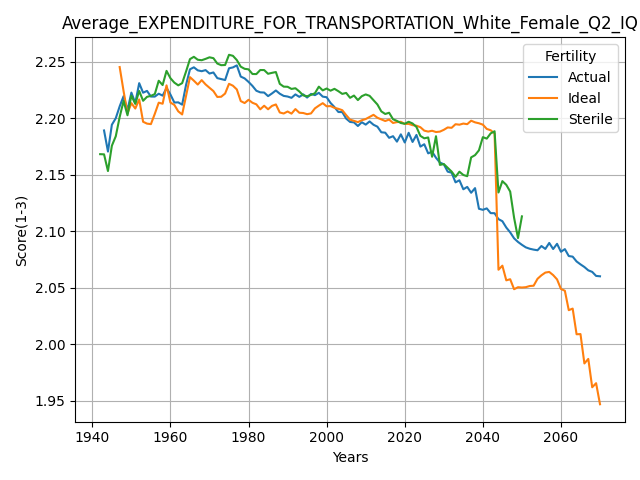 Average_EXPENDITURE_FOR_TRANSPORTATION_White_Female_Q2_IQ
Fertility
Actual
Ideal
Sterile
Score(1-3)
2.25
2.20
2.15
2.10
2.05
2.00
1.95
1940
1960
1980
2000
2020
2040
2060
Years